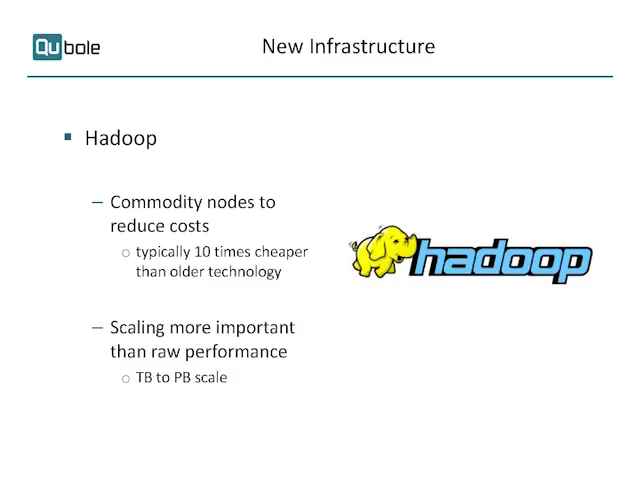 Qubole
New Infrastructure
▪ Hadoop
– Commodity nodes to
reduce costs
o typically 10 times cheaper
than older technology
hadoop
– Scaling more important
than raw performance
o TB to PB scale